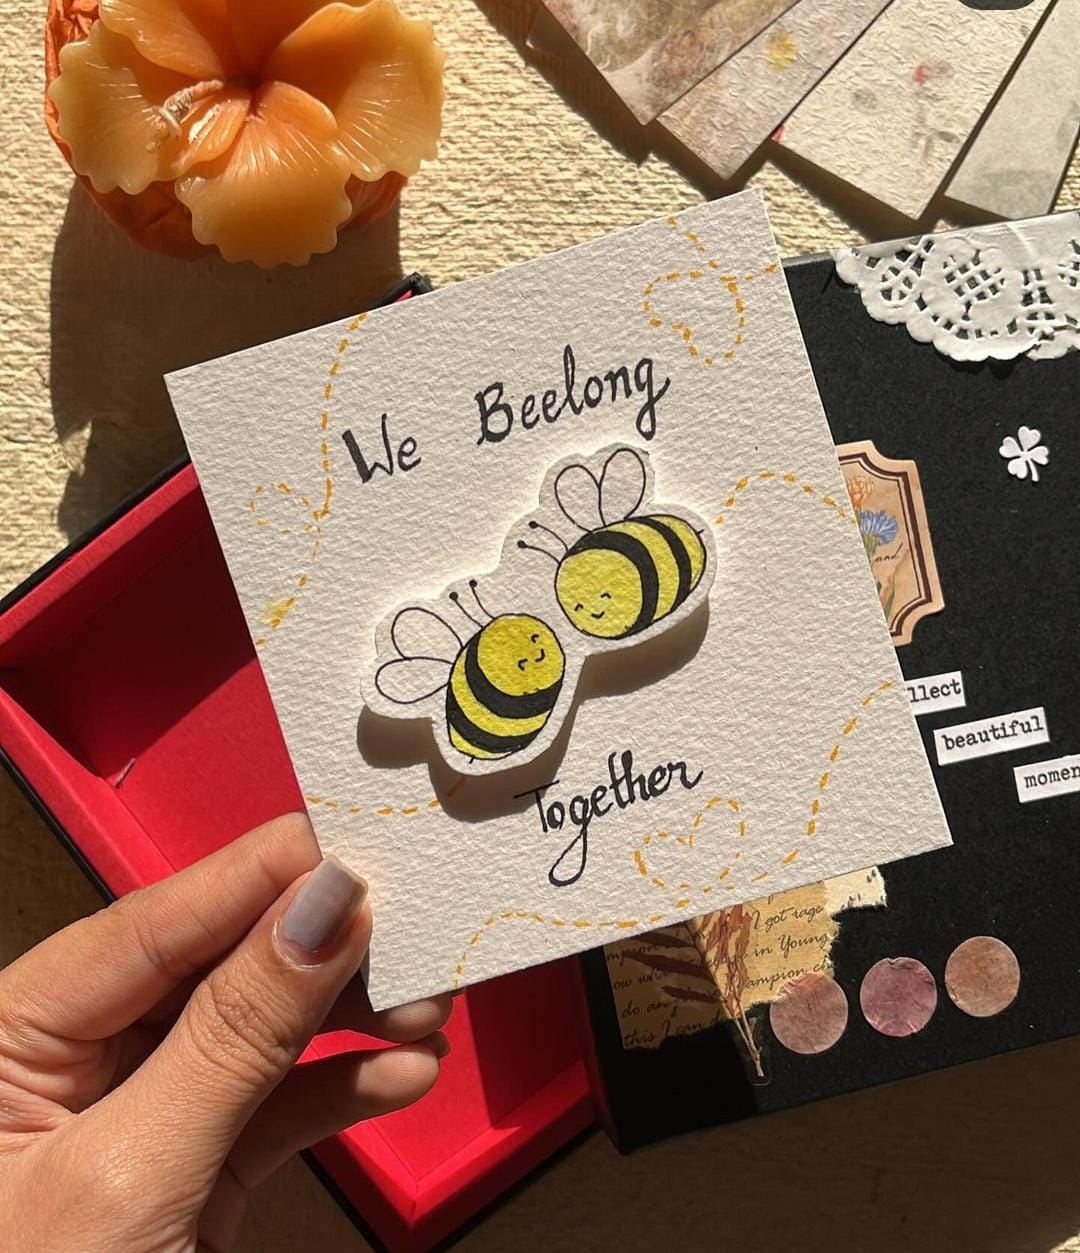 We Beelong
Together
and
llect
beautiful
momen
I got rage
in Young
ampion
do an
this I can d